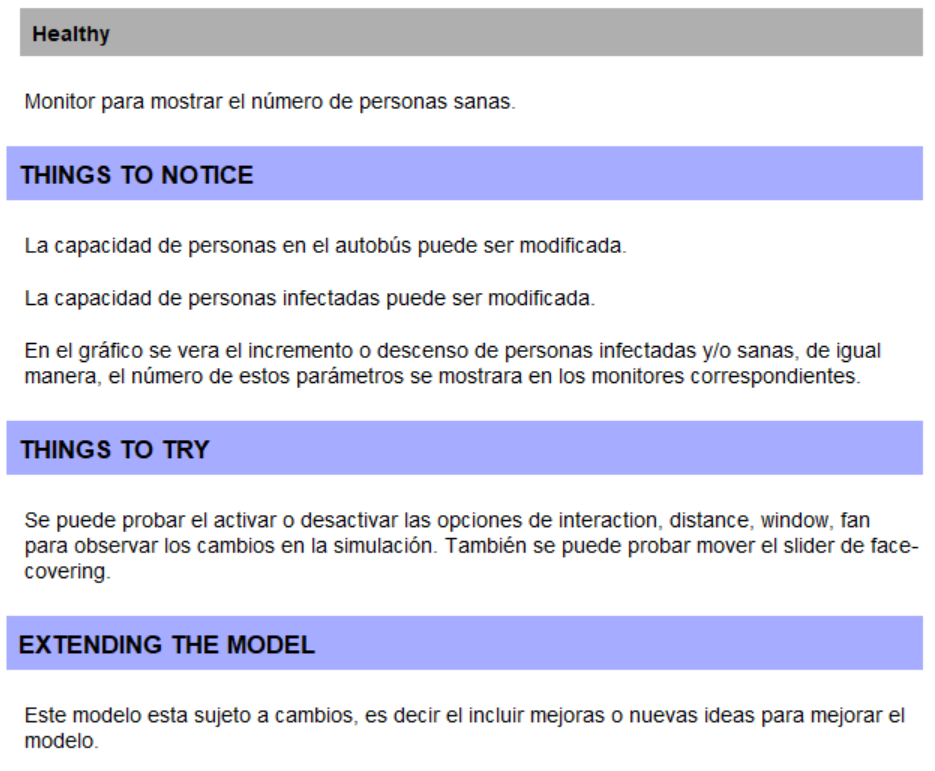 Healthy
Monitor para mostrar el número de personas sanas.
THINGS TO NOTICE
La capacidad de personas en el autobús puede ser modificada.
La capacidad de personas infectadas puede ser modificada.
En el gráfico se vera el incremento o descenso de personas infectadas y/o sanas, de igual
manera, el número de estos parámetros se mostrara en los monitores correspondientes.
THINGS TO TRY
Se puede probar el activar o desactivar las opciones de interaction, distance, window, fan
para observar los cambios en la simulación. También se puede probar mover el slider de face-
covering.
EXTENDING THE MODEL
Este modelo esta sujeto a cambios, es decir el incluir mejoras o nuevas ideas para mejorar el
modelo.